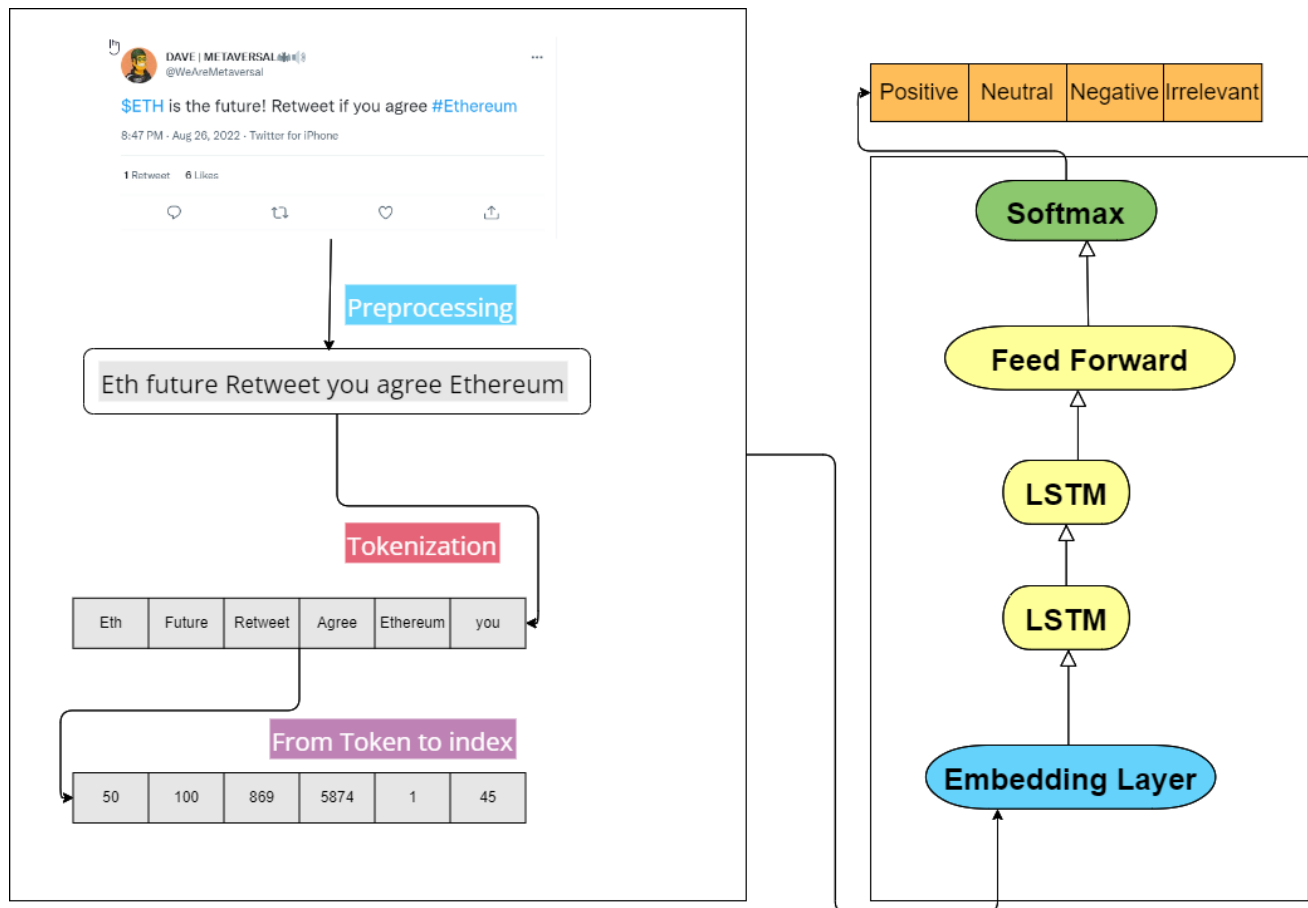 DAVE | METAVERSAL
@WeAreMetaversal
$ETH is the future! Retweet if you agree #Ethereum
8:47 PM · Aug 26, 2022 · Twitter for iPhone
1 Retweet 6 Likes
Preprocessing
Eth future Retweet you agree Ethereum
Tokenization
Eth Future Retweet Agree Ethereum you
From Token to index
50 100 869 5874 1 45
Positive Neutral Negative Irrelevant
Softmax
Feed Forward
LSTM
LSTM
Embedding Layer